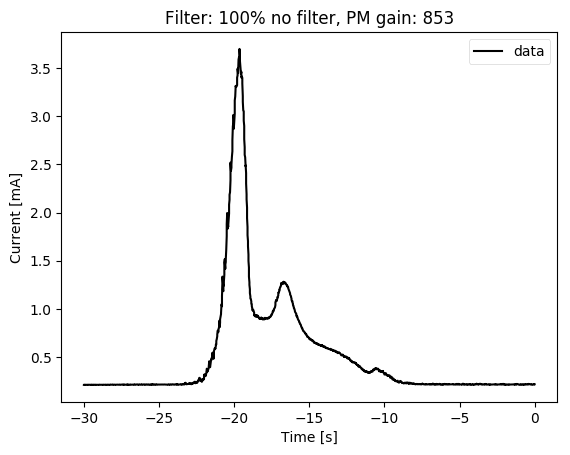 Filter: 100% no filter, PM gain: 853
data
Current [mA]
3.5
3.0
2.5
2.0
1.5
1.0
0.5
−30 −25 −20 −15 −10 −5 0
Time [s]